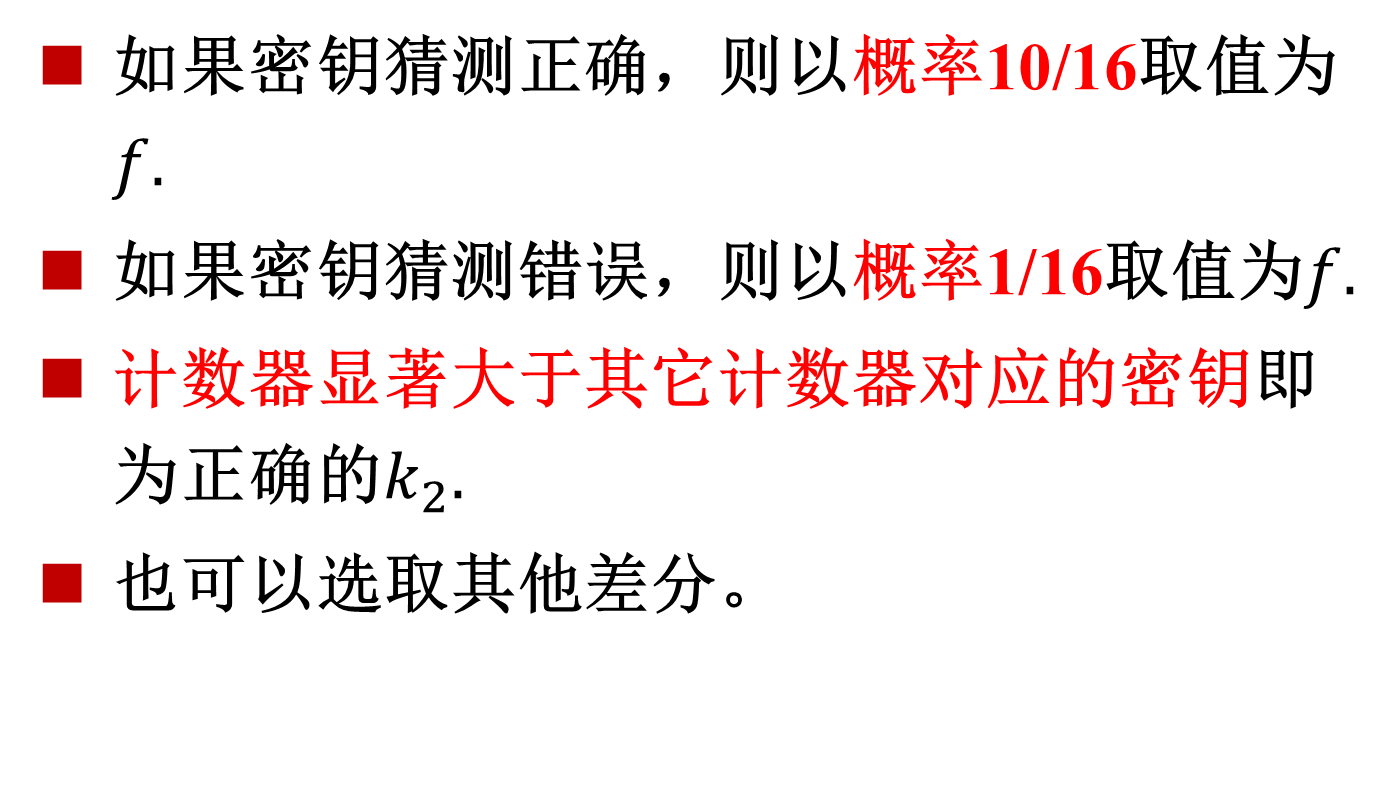 如果密钥猜测正确，则以概率10/16取值为
f.
如果密钥猜测错误，则以概率1/16取值为f.
计数器显著大于其它计数器对应的密钥即
为正确的k₂.
也可以选取其他差分。